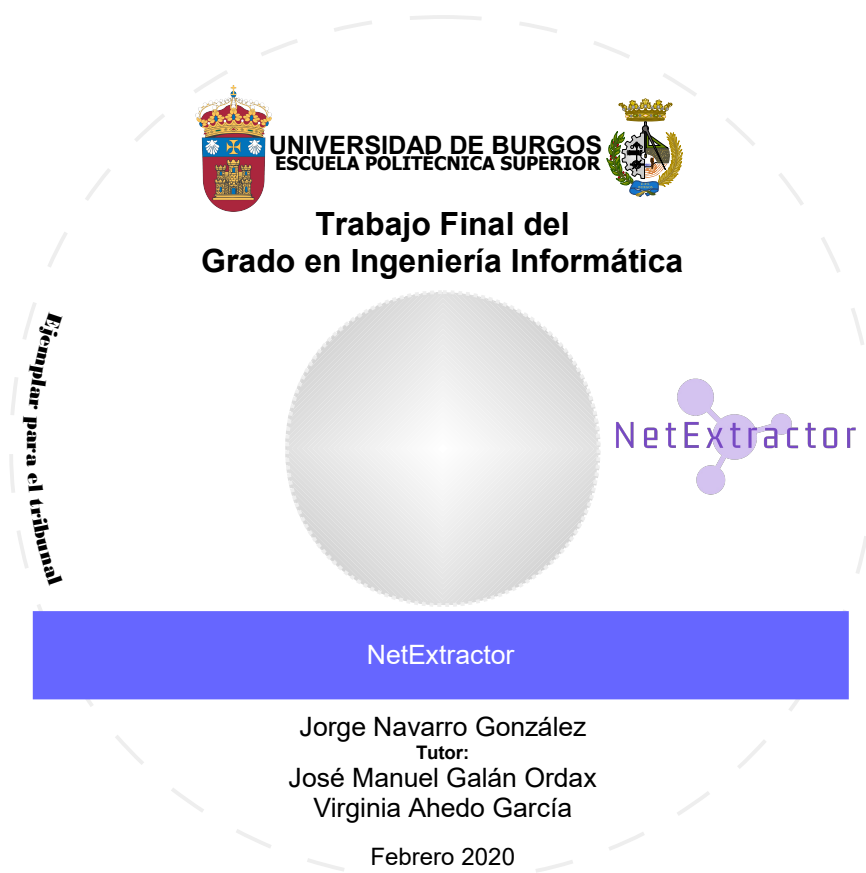 UNIVERSIDAD DE BURGOS
ESCUELA POLITÉCNICA SUPERIOR
Trabajo Final del
Grado en Ingeniería Informática
Ejemplar para el tribunal
NetExtractor
NetExtractor
Jorge Navarro González
Tutor:
José Manuel Galán Ordax
Virginia Ahedo García
Febrero 2020